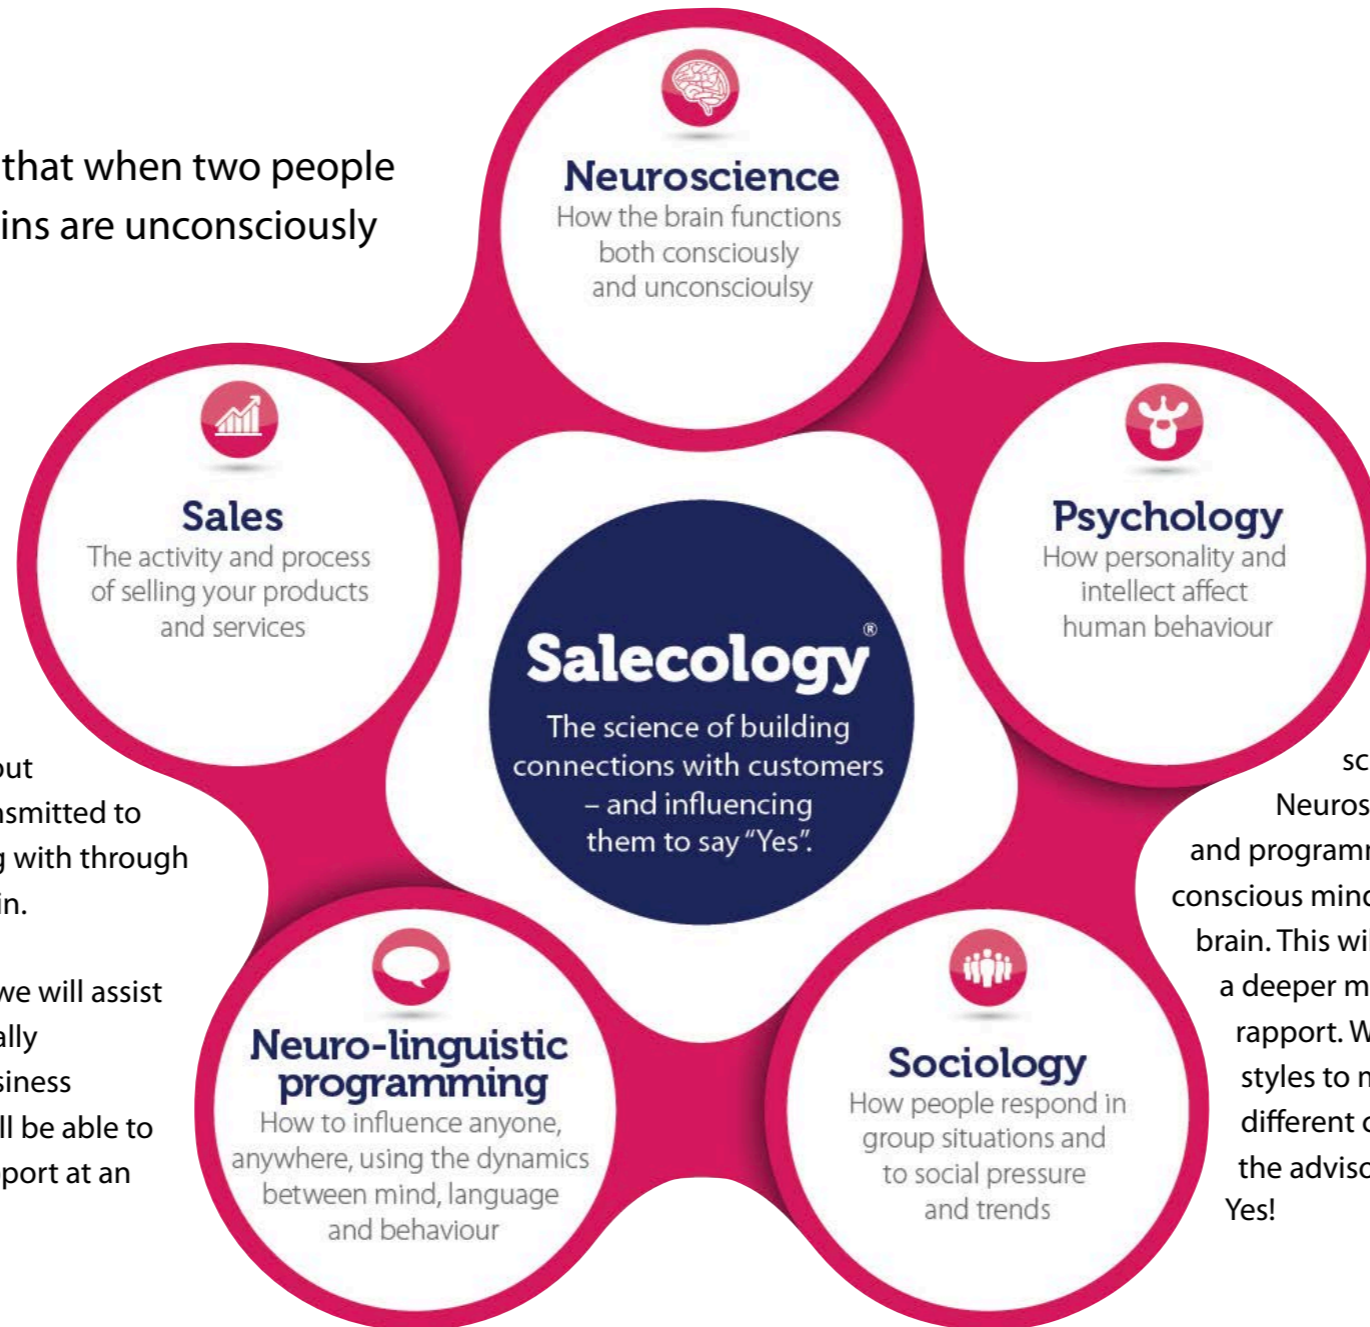 that when two people
ins are unconsciously
Neuroscience
How the brain functions
both consciously
and unconscioulsy
Sales
The activity and process
of selling your products
and services
Psychology
How personality and
intellect affect
human behaviour
Salecology®
The science of building
connections with customers
– and influencing
them to say “Yes”.
out
nsmitted to
g with through
in.
we will assist
ally
siness
ll be able to
port at an
Neuro-linguistic
programming
How to influence anyone,
anywhere, using the dynamics
between mind, language
and behaviour
Sociology
How people respond in
group situations and
to social pressure
and trends
sc
Neuros
and programm
conscious mind
brain. This wil
a deeper m
rapport. W
styles to m
different c
the adviso
Yes!